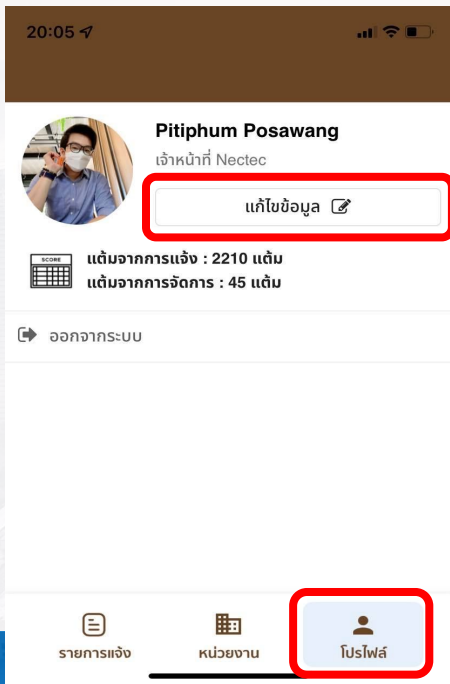 20:05
Pitiphum Posawang
เจ้าหน้าที่ Nectec
แก้ไขข้อมูล
SCORE
แต้มจากการแจ้ง : 2210 แต้ม
แต้มจากการจัดการ : 45 แต้ม
ออกจากระบบ
รายการแจ้ง
หน่วยงาน
โปรไฟล์